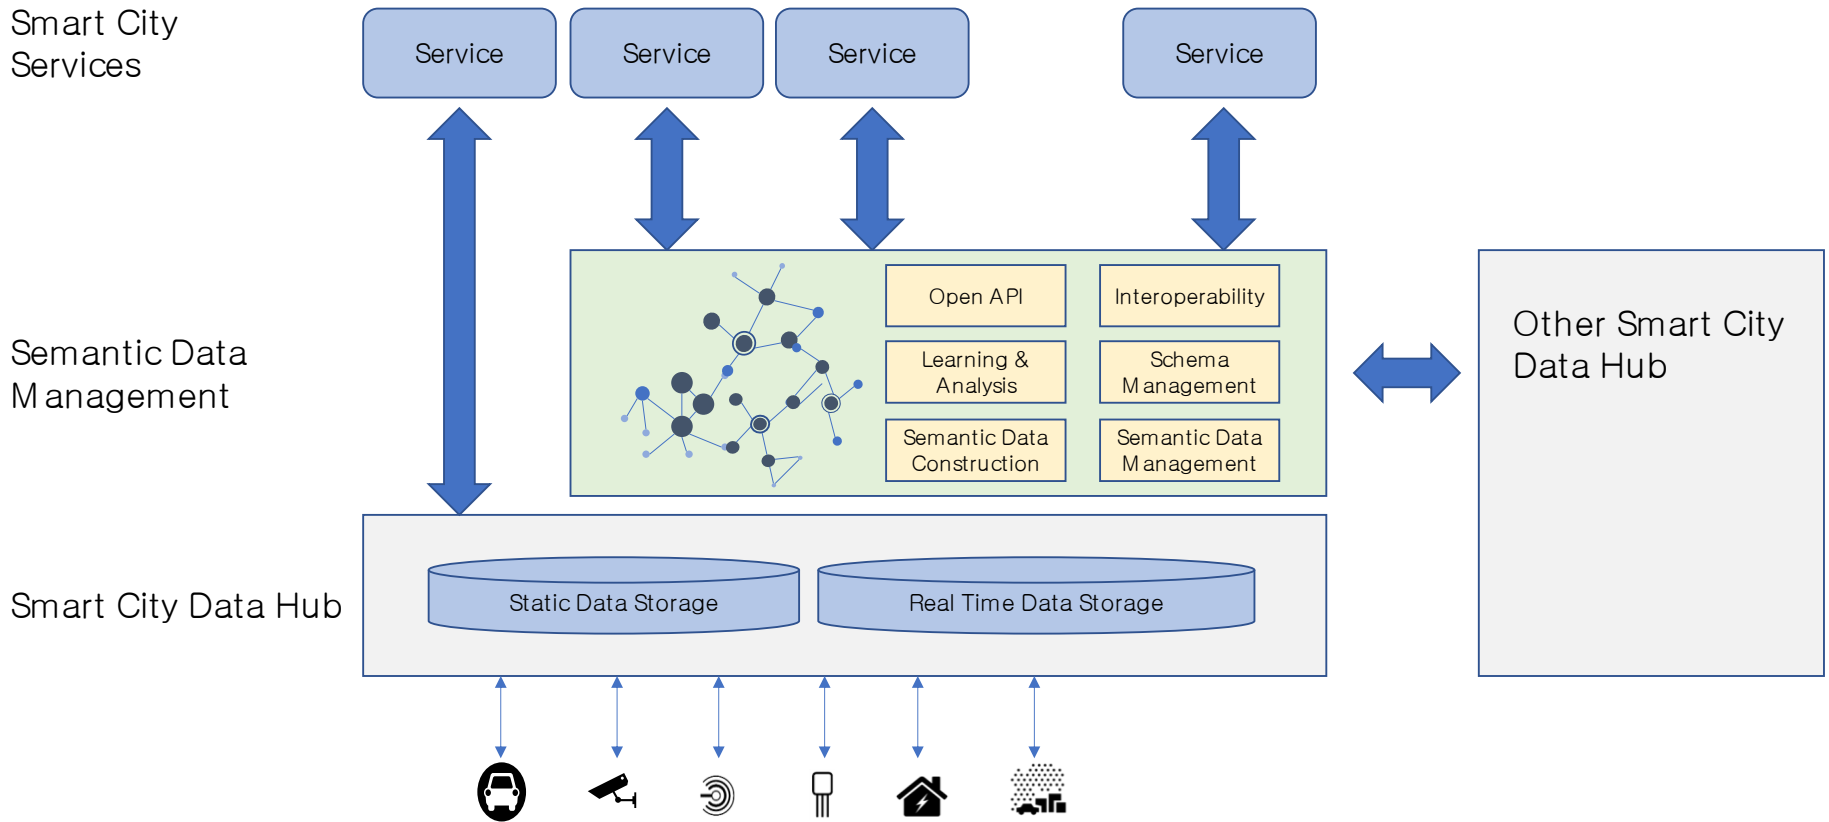 Smart City
Services
Service
Service
Service
Service
Semantic Data
Management
Open API
Interoperability
Learning &
Analysis
Schema
Management
Semantic Data
Construction
Semantic Data
Management
Other Smart City
Data Hub
Smart City Data Hub
Static Data Storage
Real Time Data Storage